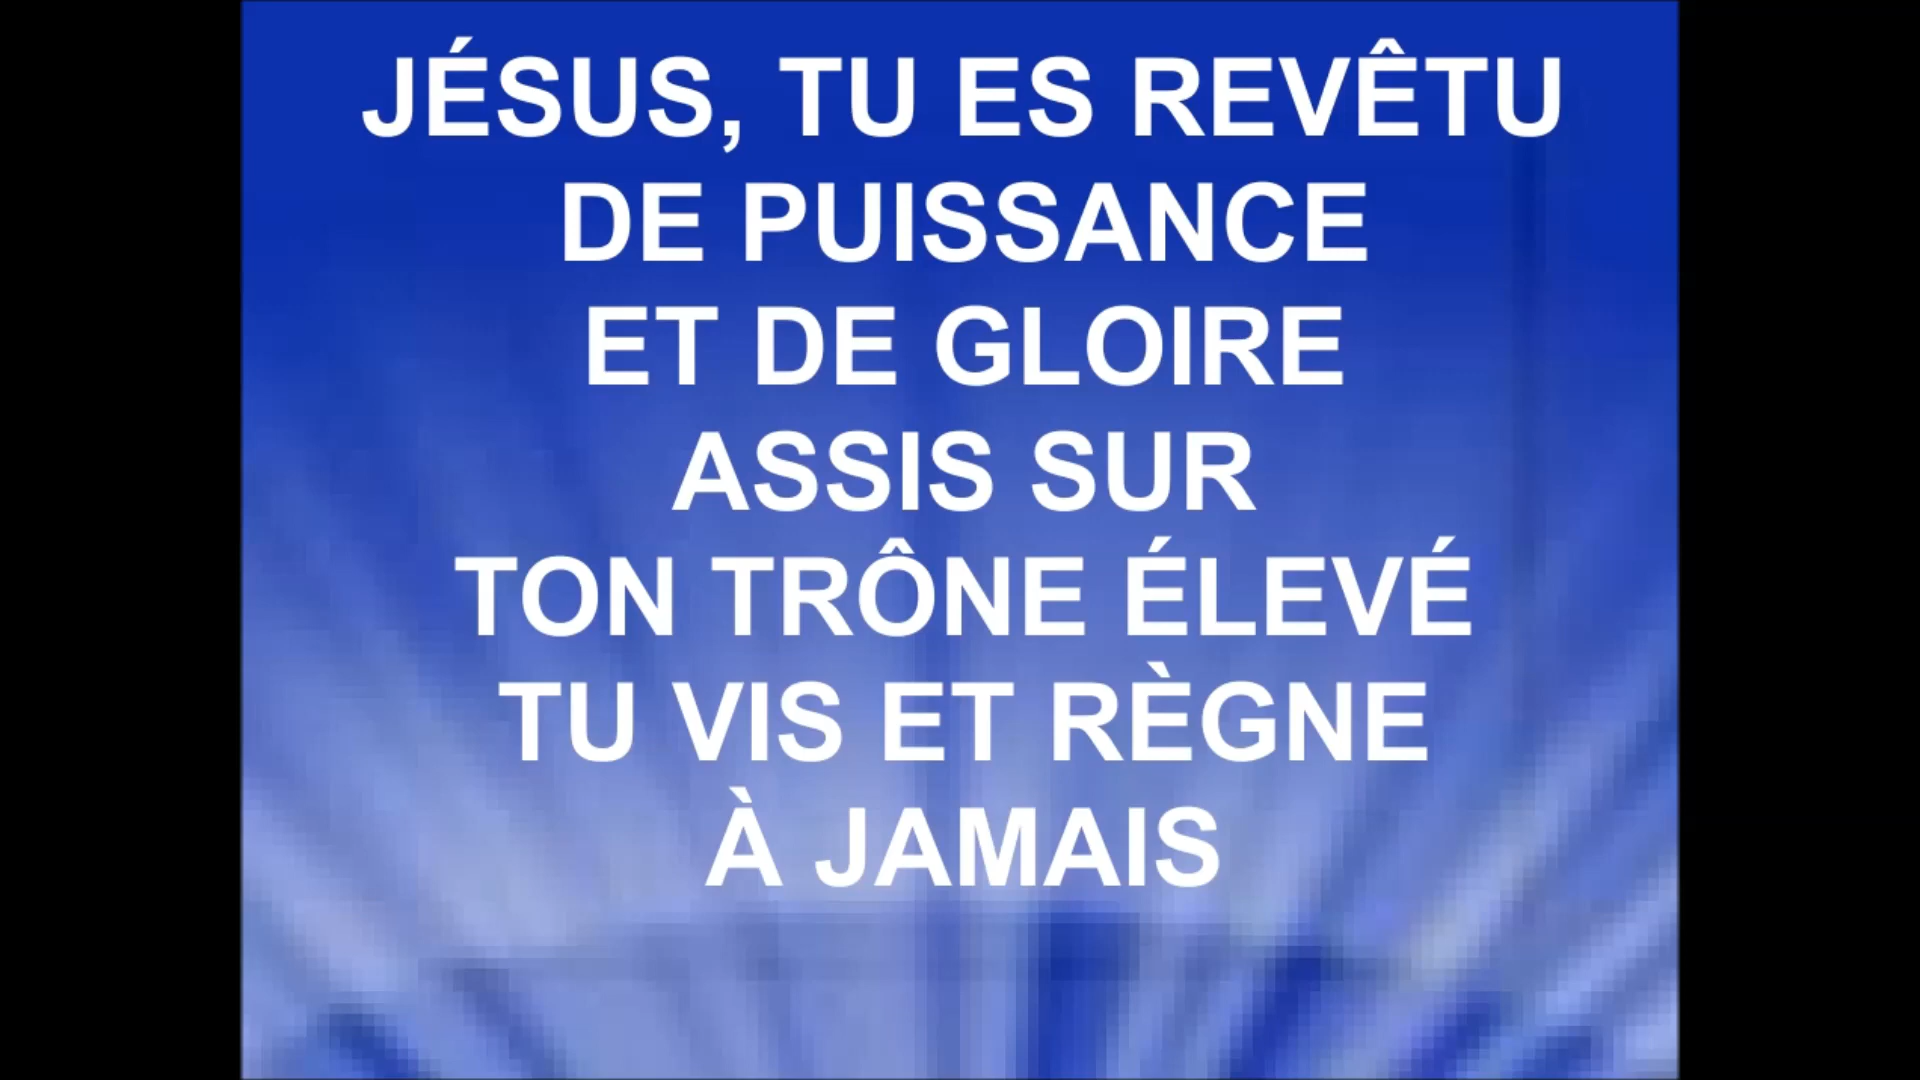 JÉSUS, TU ES REVÊTU
DE PUISSANCE
ET DE GLOIRE
ASSIS SUR
TON TRÔNE ÉLEVÉ
TU VIS ET RÈGNE
À JAMAIS